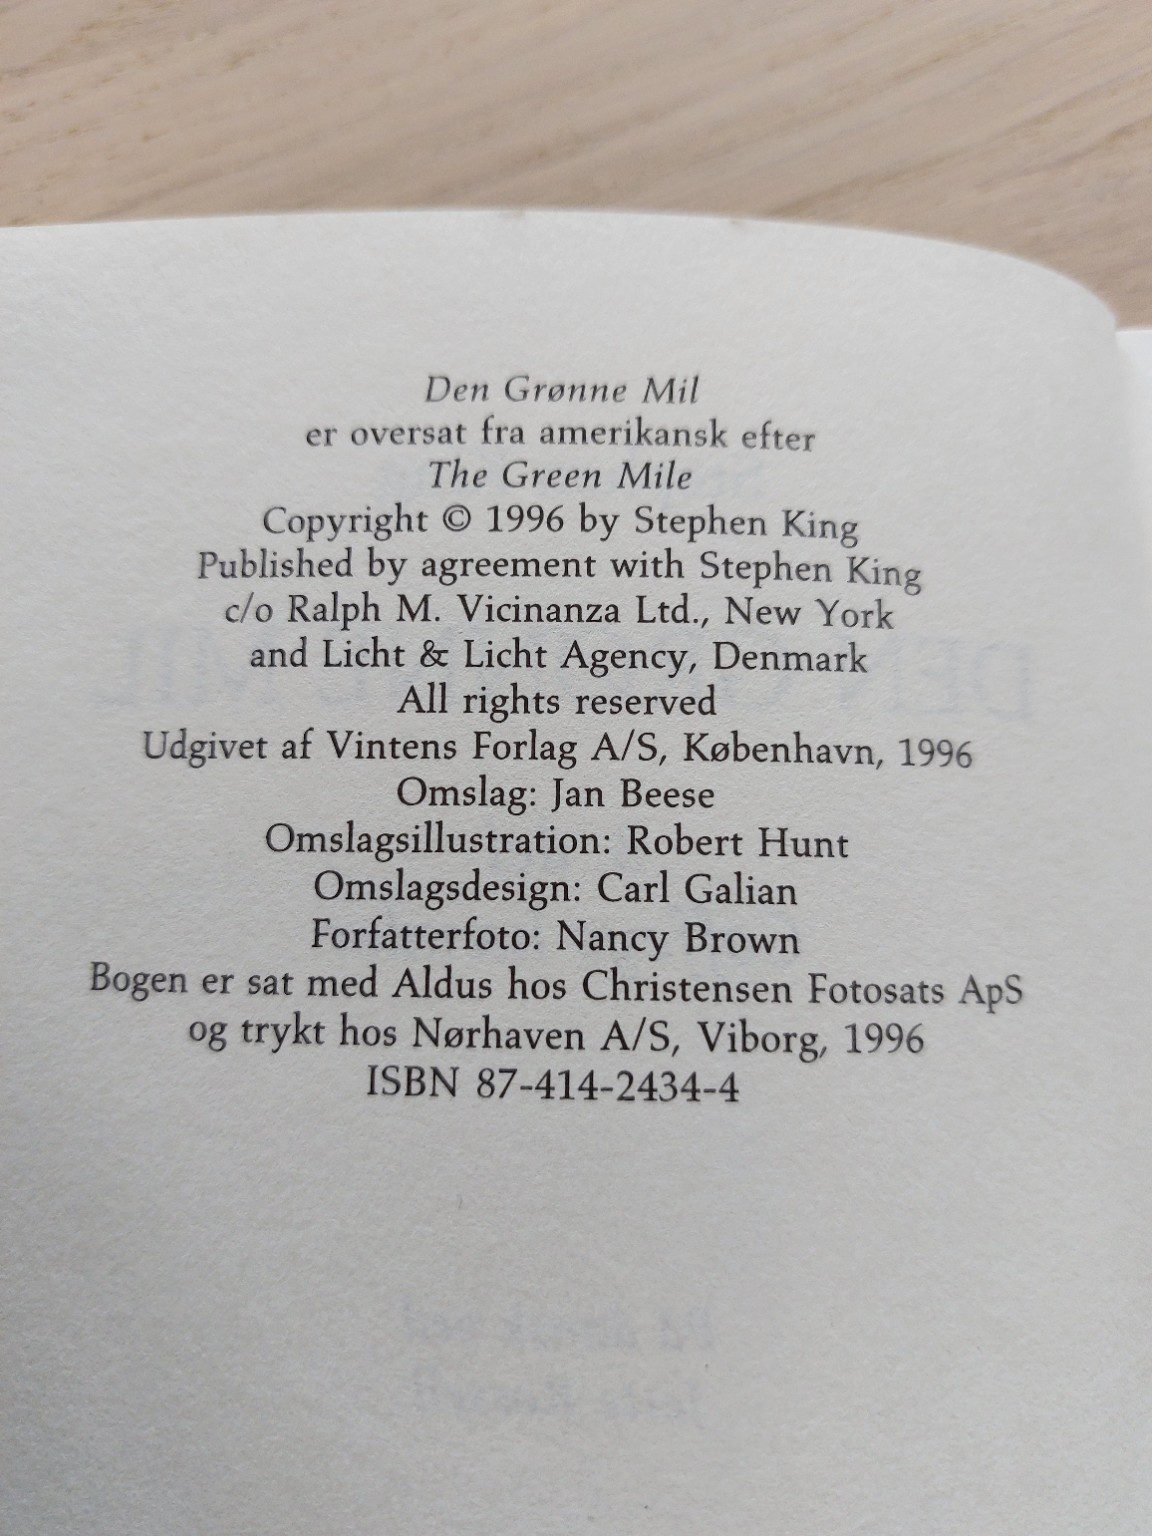 Den Grønne Mil
er oversat fra amerikansk efter
The Green Mile
Copyright © 1996 by Stephen King
Published by agreement with Stephen King
c/o Ralph M. Vicinanza Ltd., New York
and Licht & Licht Agency, Denmark
All rights reserved
Udgivet af Vintens Forlag A/S, København, 1996
Omslag: Jan Beese
Omslagsillustration: Robert Hunt
Omslagsdesign: Carl Galian
Forfatterfoto: Nancy Brown
Bogen er sat med Aldus hos Christensen Fotosats ApS
og trykt hos Nørhaven A/S, Viborg, 1996
ISBN 87-414-2434-4